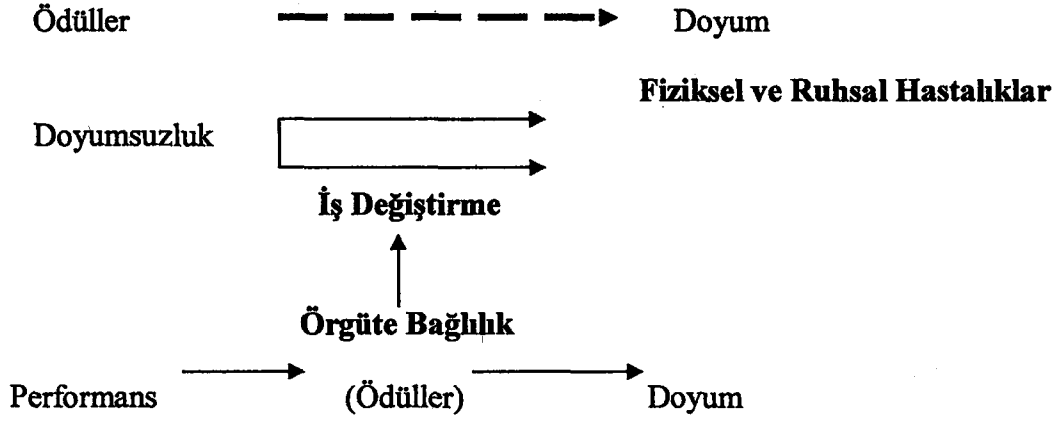 Ödüller Doyum
Fiziksel ve Ruhsal Hastalıklar
Doyumsuzluk
İş Değiştirme
Örgüte Bağlılık
Performans (Ödüller) Doyum